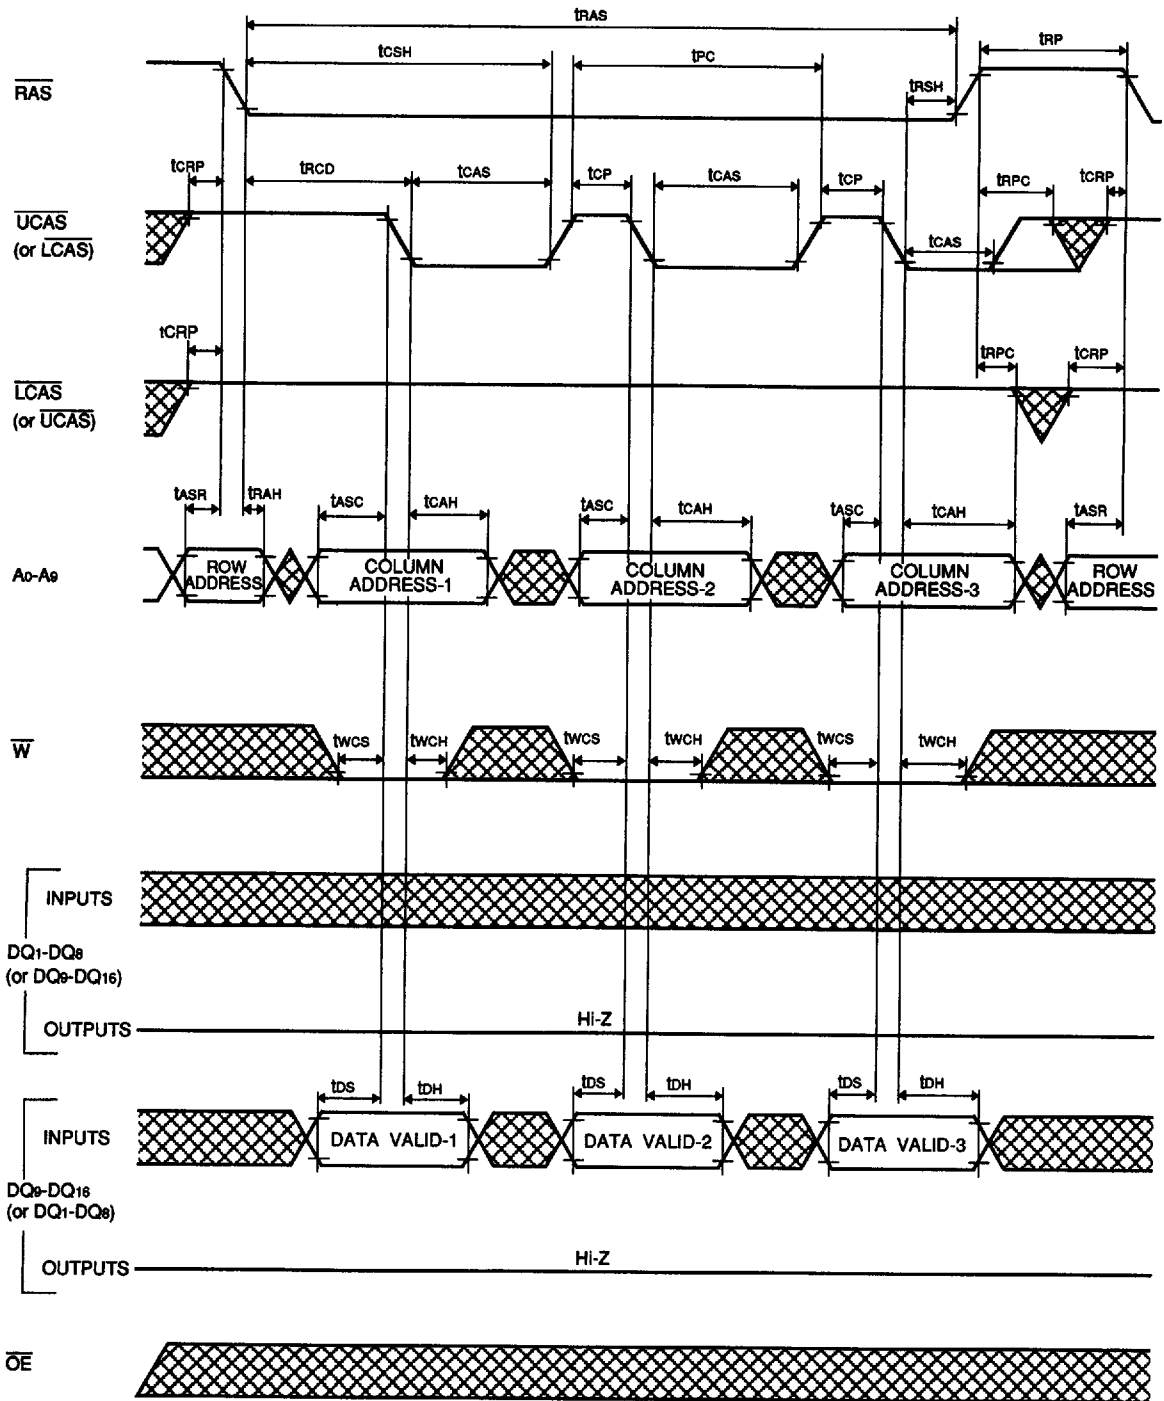 tRAS
tCSH
tPC
tRP
RAS
tRSH
tCRP
tRCD
tCAS
tCP
tCAS
tCP
tRPC
tCRP
UCAS
(or LCAS)
tCAS
tCRP
tRPC
tCRP
LCAS
(or UCAS)
tASR
tRAH
tASC
tCAH
tASC
tCAH
tASC
tCAH
tASR
A0-A9
ROW
ADDRESS
COLUMN
ADDRESS-1
COLUMN
ADDRESS-2
COLUMN
ADDRESS-3
ROW
ADDRESS
W
tWCS
tWCH
tWCS
tWCH
tWCS
tWCH
INPUTS
DQ1-DQ8
(or DQ9-DQ16)
OUTPUTS
Hi-Z
tDS
tDH
tDS
tDH
tDS
tDH
INPUTS
DATA VALID-1
DATA VALID-2
DATA VALID-3
DQ9-DQ16
(or DQ1-DQ8)
OUTPUTS
Hi-Z
OE